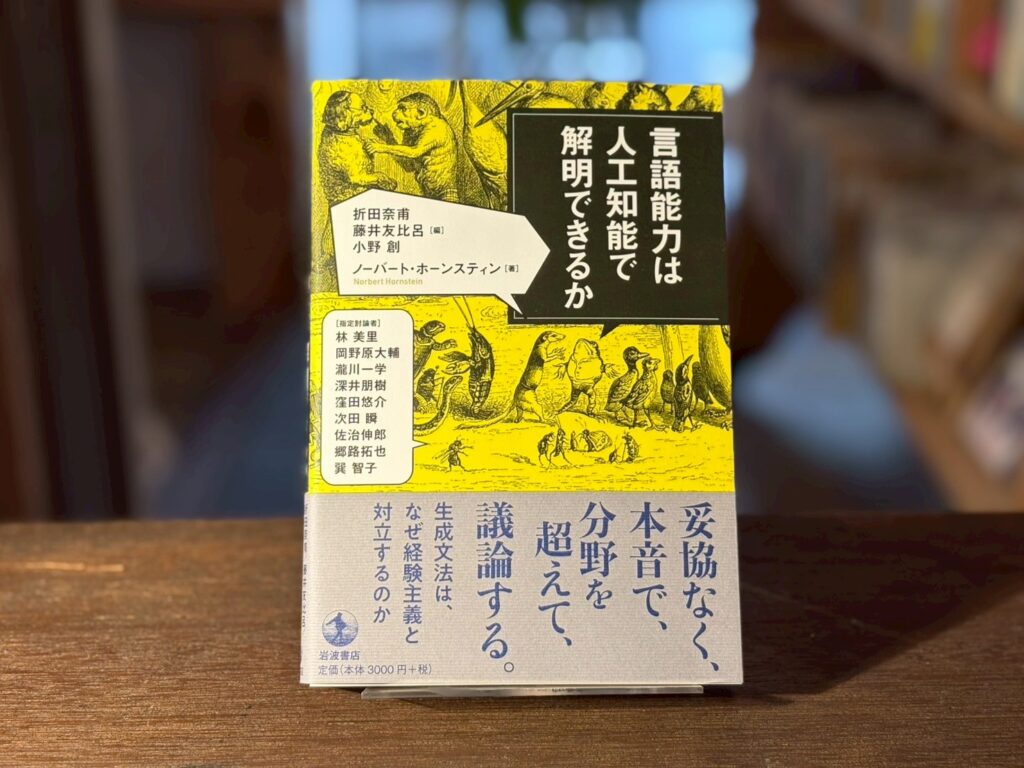 言語能力は
人工知能で
解明できるか
折田奈甫
藤井友比呂[編]
小野 創
ノーバート・ホーンスティン[著]
Norbert Hornstein
[指定討論者]
林 美里
岡野原大輔
瀧川一学
深井朋樹
窪田悠介
次田 瞬
佐治伸郎
郷路拓也
巽 智子
妥協なく、
本音で、
分野を
超えて、
議論する。
生成文法は、
なぜ経験主義と
対立するのか
岩波書店
定価(本体3000円+税)